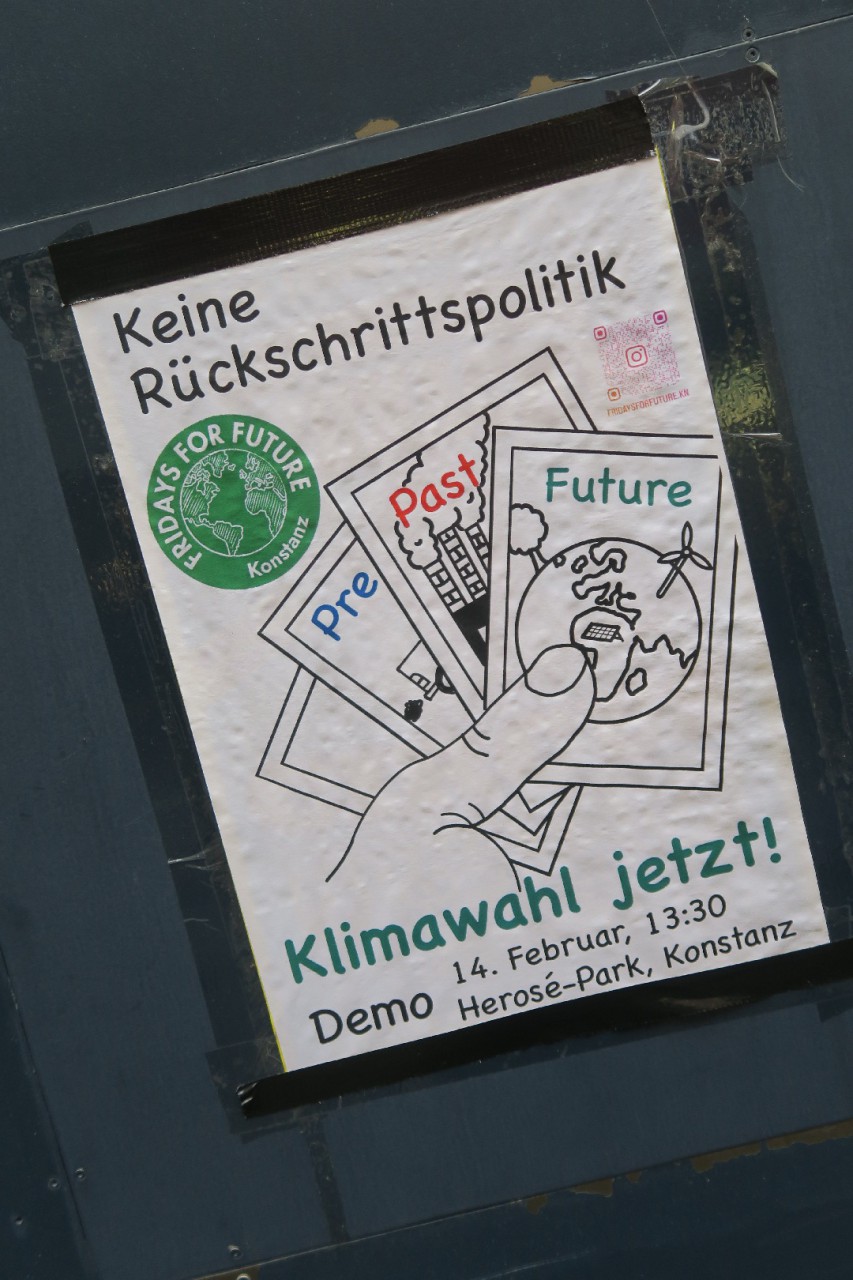 Keine
Rückschrittspolitik
FRIDAYSFORFUTURE.KN
FRIDAYS FOR FUTURE
Konstanz
Past
Future
Pre
Klimawahl jetzt!
Demo
14. Februar, 13:30
Herosé-Park, Konstanz